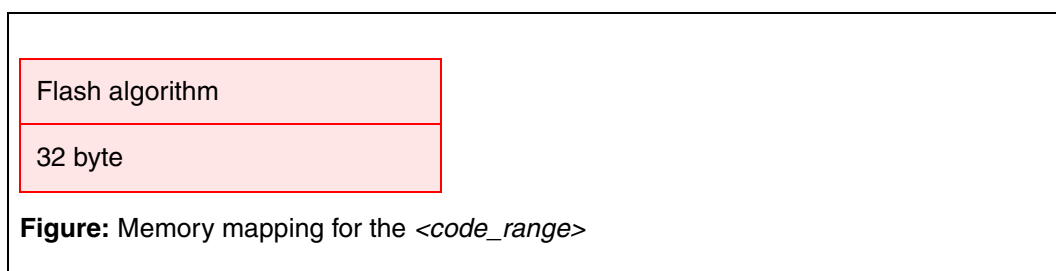 Flash algorithm
32 byte
Figure: Memory mapping for the <code_range>